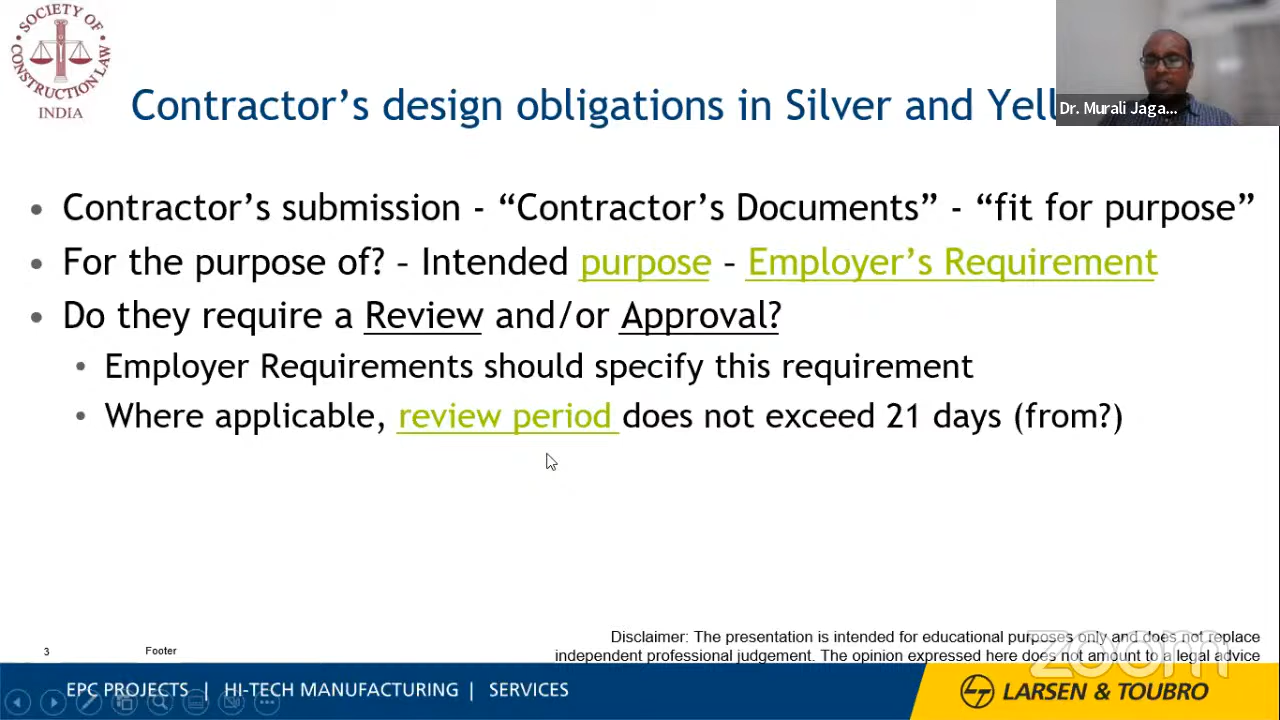 SOCIETY OF
CONSTRUCTION LAW
INDIA
Contractor’s design obligations in Silver and Yell
Dr. Murali Jaga...
• Contractor’s submission - “Contractor’s Documents” - “fit for purpose”
• For the purpose of? – Intended purpose – Employer’s Requirement
• Do they require a Review and/or Approval?
• Employer Requirements should specify this requirement
• Where applicable, review period does not exceed 21 days (from?)
Disclaimer: The presentation is intended for educational purposes only and does not replace
independent professional judgement. The opinion expressed here does not amount to a legal advice
zoom
3
Footer
EPC PROJECTS | HI-TECH MANUFACTURING | SERVICES
LARSEN & TOUBRO